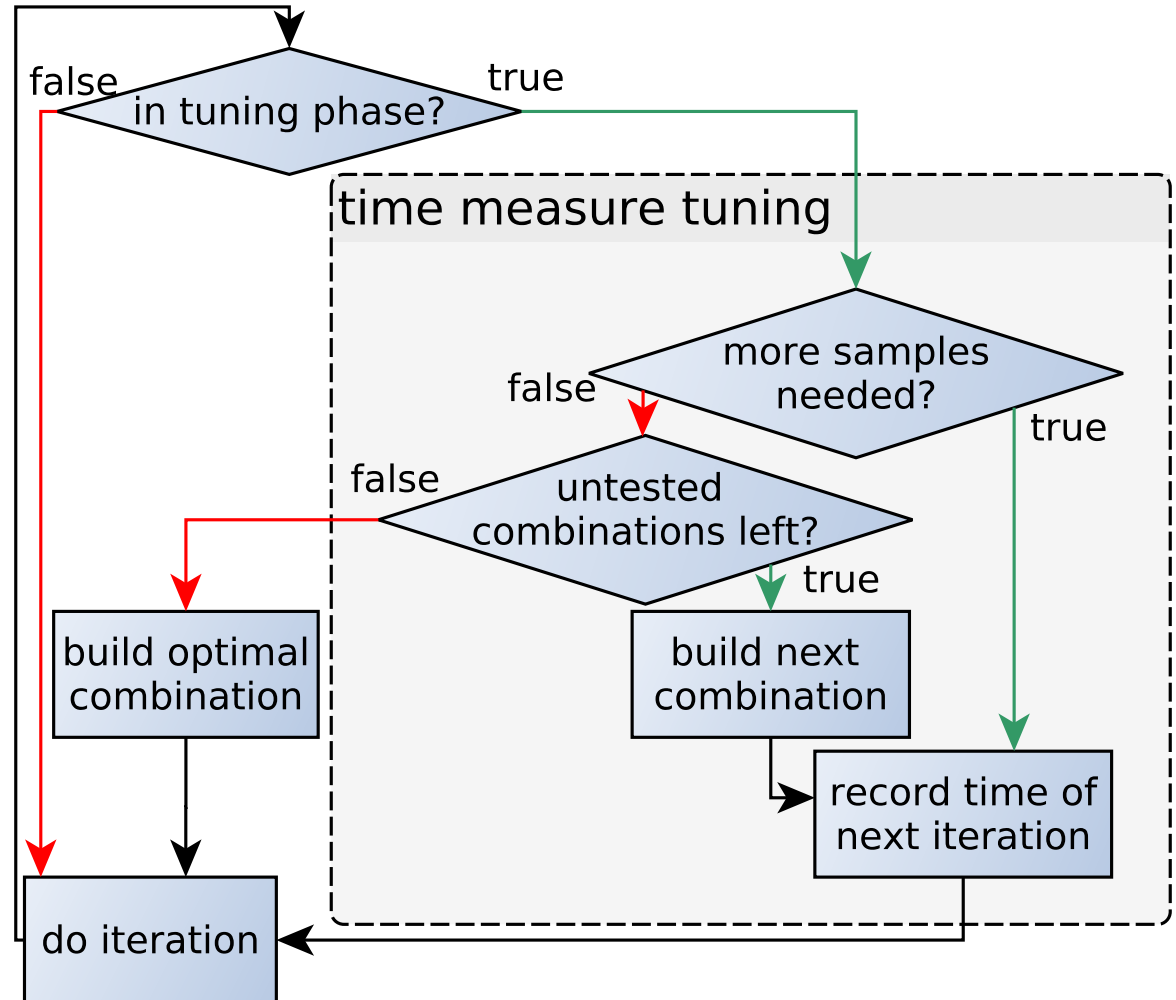 false
true
in tuning phase?
time measure tuning
more samples
needed?
false
true
false
untested
combinations left?
true
build optimal
combination
build next
combination
record time of
next iteration
do iteration